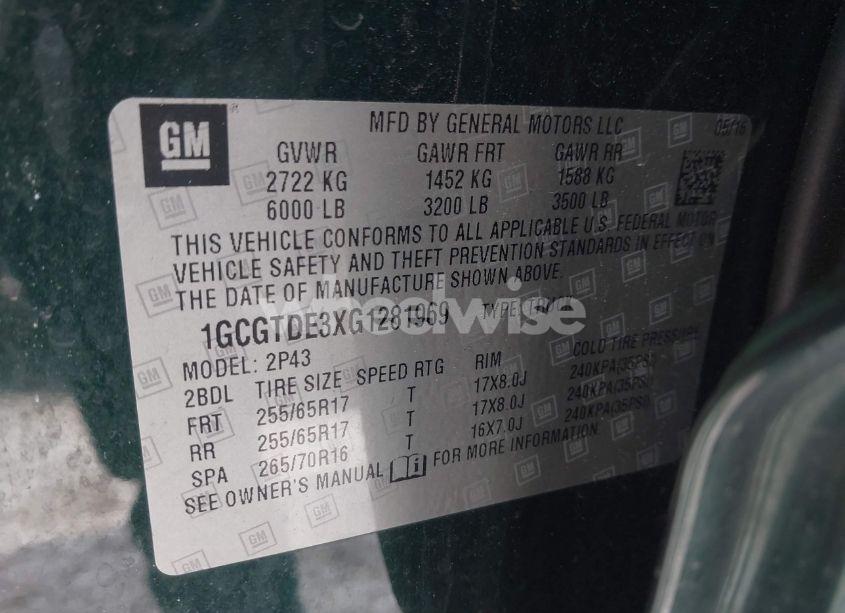 GM
MFD BY GENERAL MOTORS LLC 05/16
GVWR GAWR FRT GAWR RR
2722 KG 1452 KG 1588 KG
6000 LB 3200 LB 3500 LB
THIS VEHICLE CONFORMS TO ALL APPLICABLE U.S. FEDERAL MOTOR
VEHICLE SAFETY AND THEFT PREVENTION STANDARDS IN EFFECT ON
THE DATE OF MANUFACTURE SHOWN ABOVE.
wheelwise
1GCGTDE3XG1281969 TYPE: TRUCK
MODEL: 2P43
2BDL TIRE SIZE SPEED RTG RIM COLD TIRE PRESSURE
FRT 255/65R17 T 17X8.0J 240KPA(35PSI)
RR 255/65R17 T 17X8.0J 240KPA(35PSI)
SPA 265/70R16 T 16X7.0J 240KPA(35PSI)
SEE OWNER'S MANUAL FOR MORE INFORMATION.